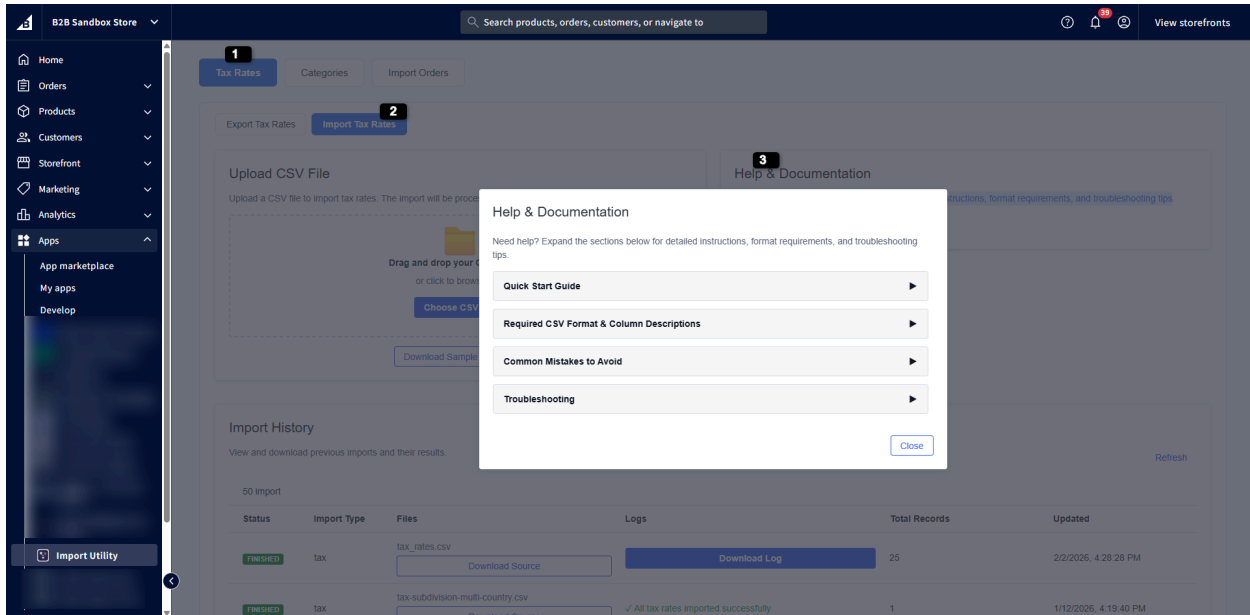 B2B Sandbox Store
Search products, orders, customers, or navigate to
39
View storefronts
Home
Orders
Products
Customers
Storefront
Marketing
Analytics
Apps
App marketplace
My apps
Develop
Import Utility
1
Tax Rates
Categories
Import Orders
2
Export Tax Rates
Import Tax Rates
3
Upload CSV File
Upload a CSV file to import tax rates. The import will be
Drag and drop your
or click to
Choose CSV
Download Sample
Help & Documentation
instructions, format requirements, and troubleshooting tips.
Help & Documentation
Need help? Expand the sections below for detailed instructions, format requirements, and troubleshooting
tips.
Quick Start Guide
Required CSV Format & Column Descriptions
Common Mistakes to Avoid
Troubleshooting
Close
Import History
View and download previous imports and their results.
Refresh
50 import
Status Import Type Files Logs Total Records Updated
tax_rates.csv
FINISHED tax Download Source Download Log 25 2/2/2026, 4:28:28 PM
tax-subdivision-multi-country.csv
FINISHED tax Download Source ✓ All tax rates imported successfully 1 1/12/2026, 4:19:40 PM